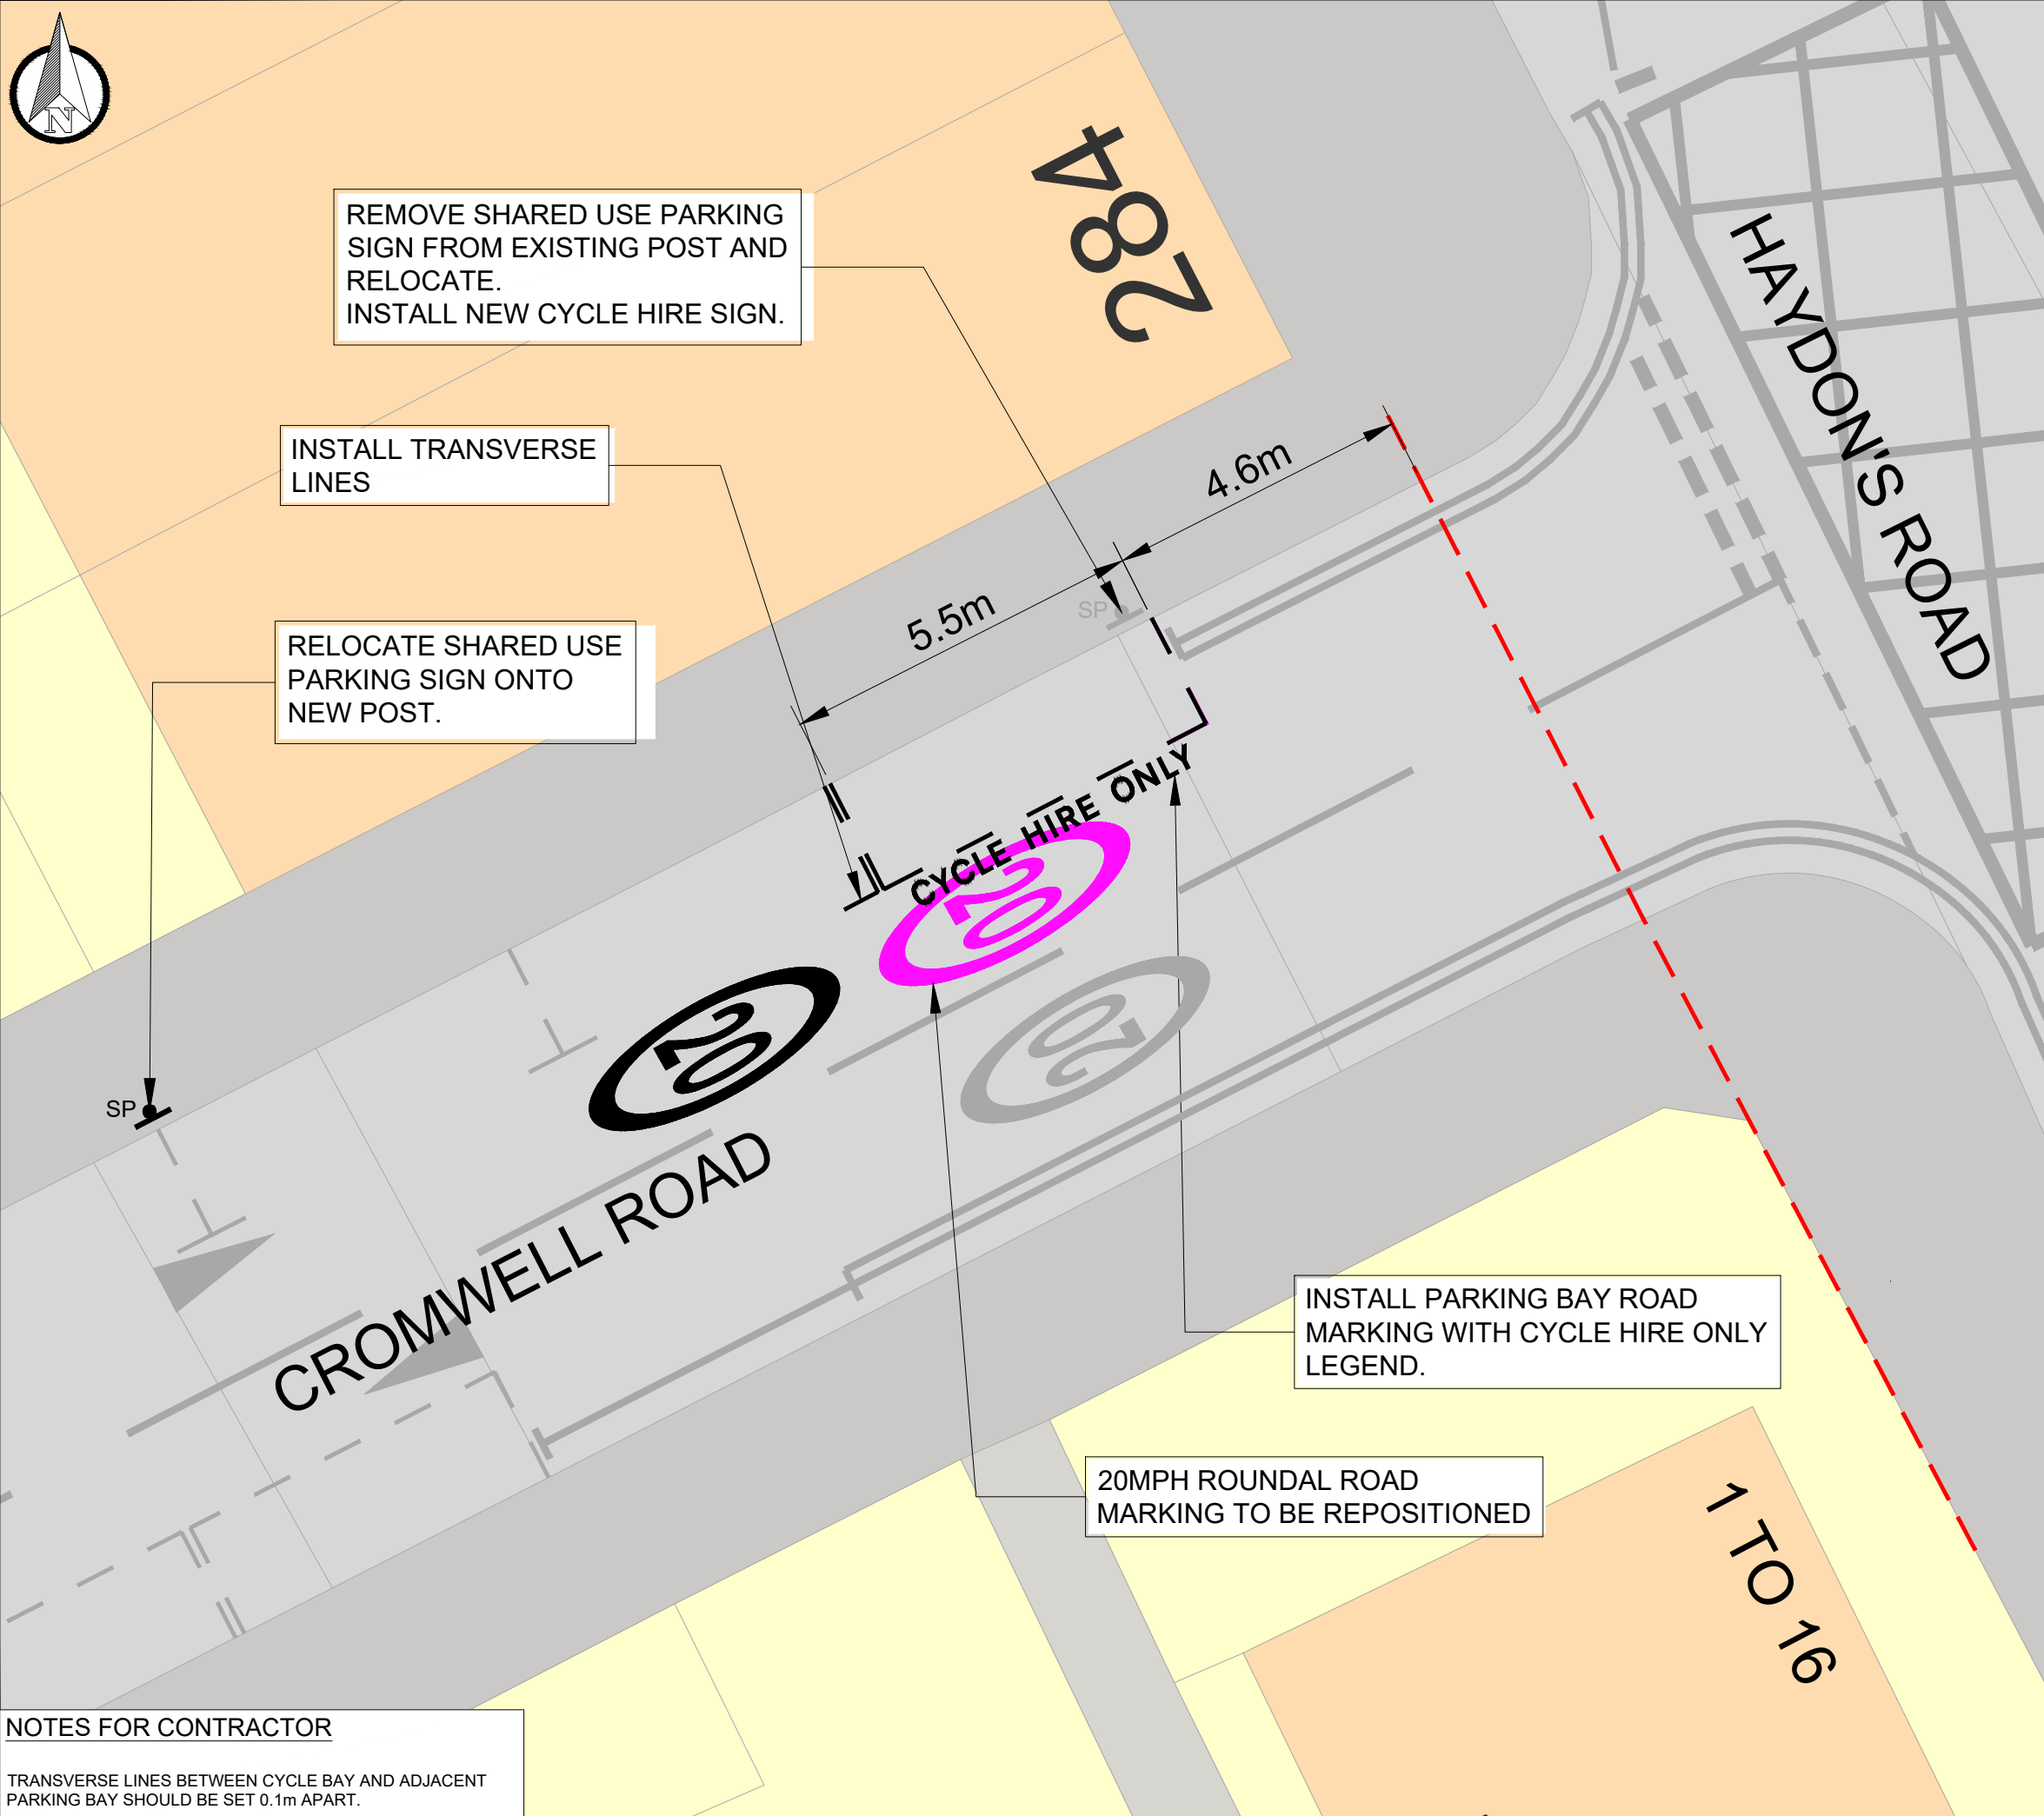 N
284
REMOVE SHARED USE PARKING
SIGN FROM EXISTING POST AND
RELOCATE.
INSTALL NEW CYCLE HIRE SIGN.
HAYDON'S ROAD
INSTALL TRANSVERSE
LINES
4.6m
5.5m
SP
RELOCATE SHARED USE
PARKING SIGN ONTO
NEW POST.
CYCLE HIRE ONLY
20
20
20
SP
CROMWELL ROAD
INSTALL PARKING BAY ROAD
MARKING WITH CYCLE HIRE ONLY
LEGEND.
20MPH ROUNDAL ROAD
MARKING TO BE REPOSITIONED
1 TO 16
NOTES FOR CONTRACTOR
TRANSVERSE LINES BETWEEN CYCLE BAY AND ADJACENT
PARKING BAY SHOULD BE SET 0.1m APART.